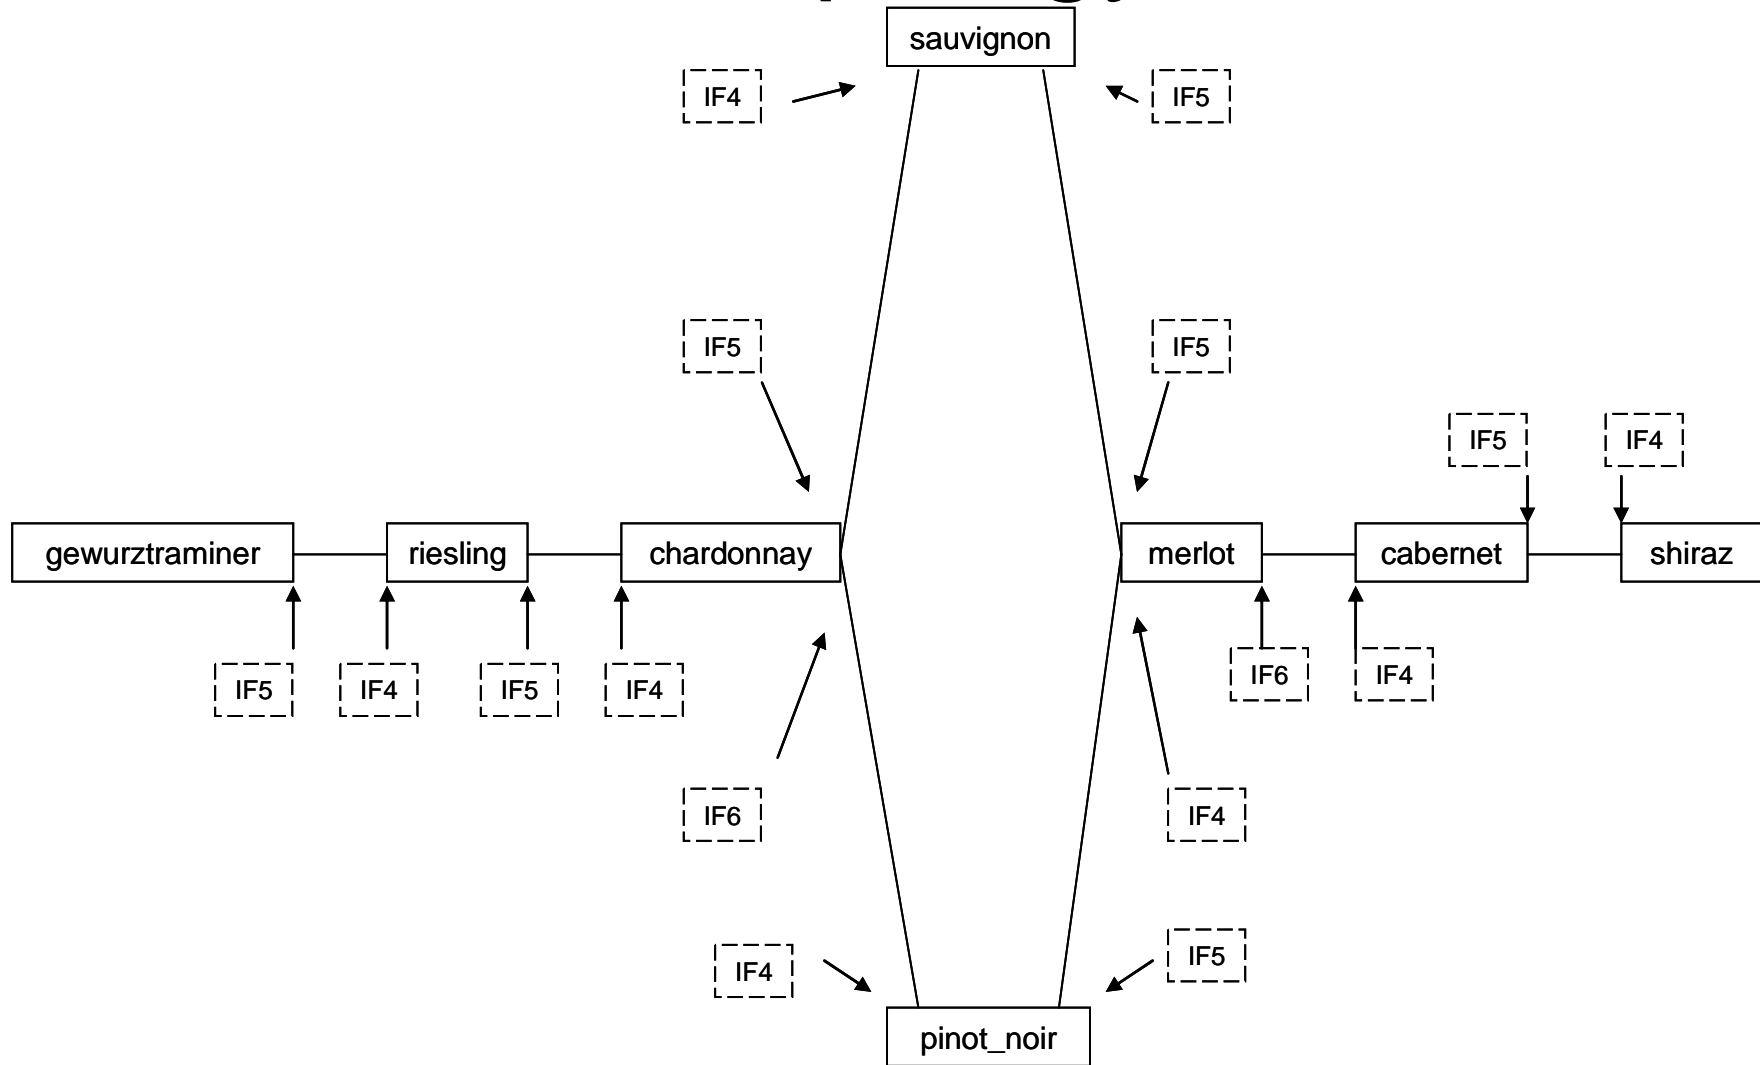 sauvignon
IF4
IF5
IF5
IF5
IF5
IF4
gewurztraminer
riesling
chardonnay
merlot
cabernet
shiraz
IF5
IF4
IF5
IF4
IF6
IF4
IF6
IF4
IF4
IF5
pinot_noir